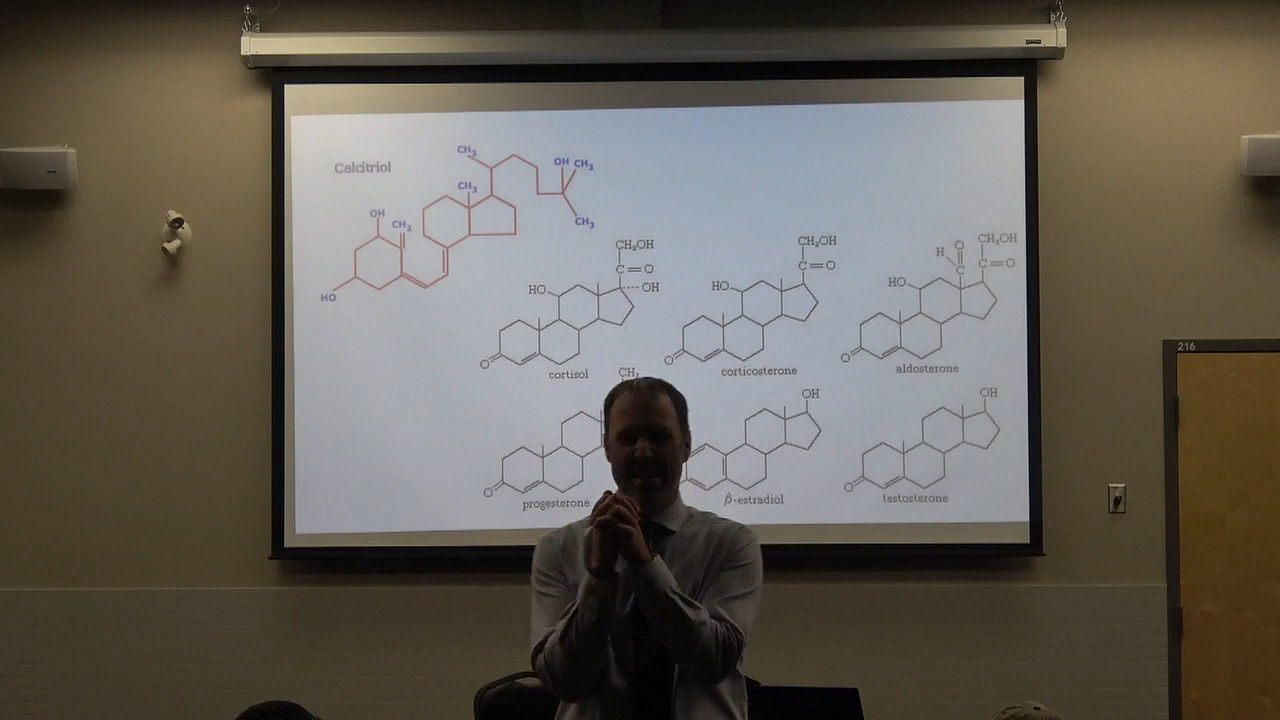 Calcitriol
CH₃
OH CH₃
CH₃
CH₃
OH
CH₂
HO
CH₂OH
C=O
HO
OH
O
cortisol
CH₂OH
C=O
HO
O
corticosterone
H
O
C
CH₂OH
C=O
HO
O
aldosterone
CH₃
O
progesterone
OH
β-estradiol
OH
O
testosterone
216